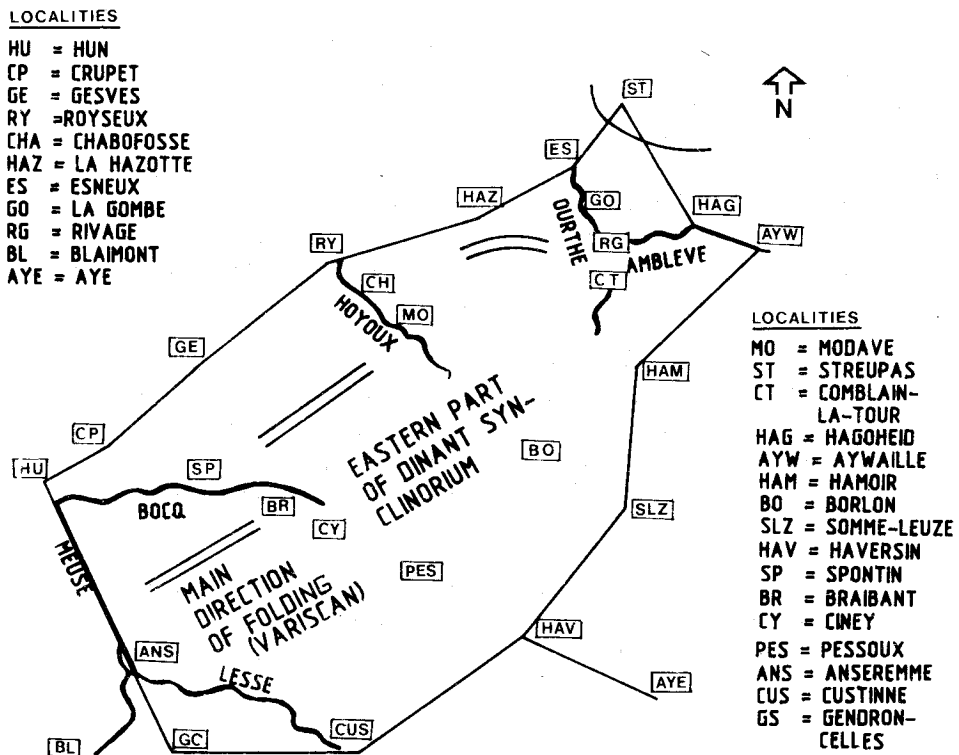 LOCALITIES
HU = HUN
CP = CRUPET
GE = GESVES
RY =ROYSEUX
CHA = CHABOFOSSE
HAZ = LA HAZOTTE
ES = ESNEUX
GO = LA GOMBE
RG = RIVAGE
BL = BLAIMONT
AYE = AYE
ST
N
ES
HAZ
GO
HAG
OURTHE
RY
RG
AYW
AMBLEVE
CH
CT
HOYOUX
MO
GE
HAM
CP
EASTERN PART
OF DINANT SYN-
CLINORIUM
BO
HU
SP
BOCQ
BR
CY
SLZ
MEUSE
MAIN
DIRECTION
OF FOLDING
(VARISCAN)
PES
HAV
ANS
LESSE
AYE
BL
GC
CUS
LOCALITIES
MO = MODAVE
ST = STREUPAS
CT = COMBLAIN-
LA-TOUR
HAG = HAGOHEID
AYW = AYWAILLE
HAM = HAMOIR
BO = BORLON
SLZ = SOMME-LEUZE
HAV = HAVERSIN
SP = SPONTIN
BR = BRAIBANT
CY = CINEY
PES = PESSOUX
ANS = ANSEREMME
CUS = CUSTINNE
GS = GENDRON-
CELLES